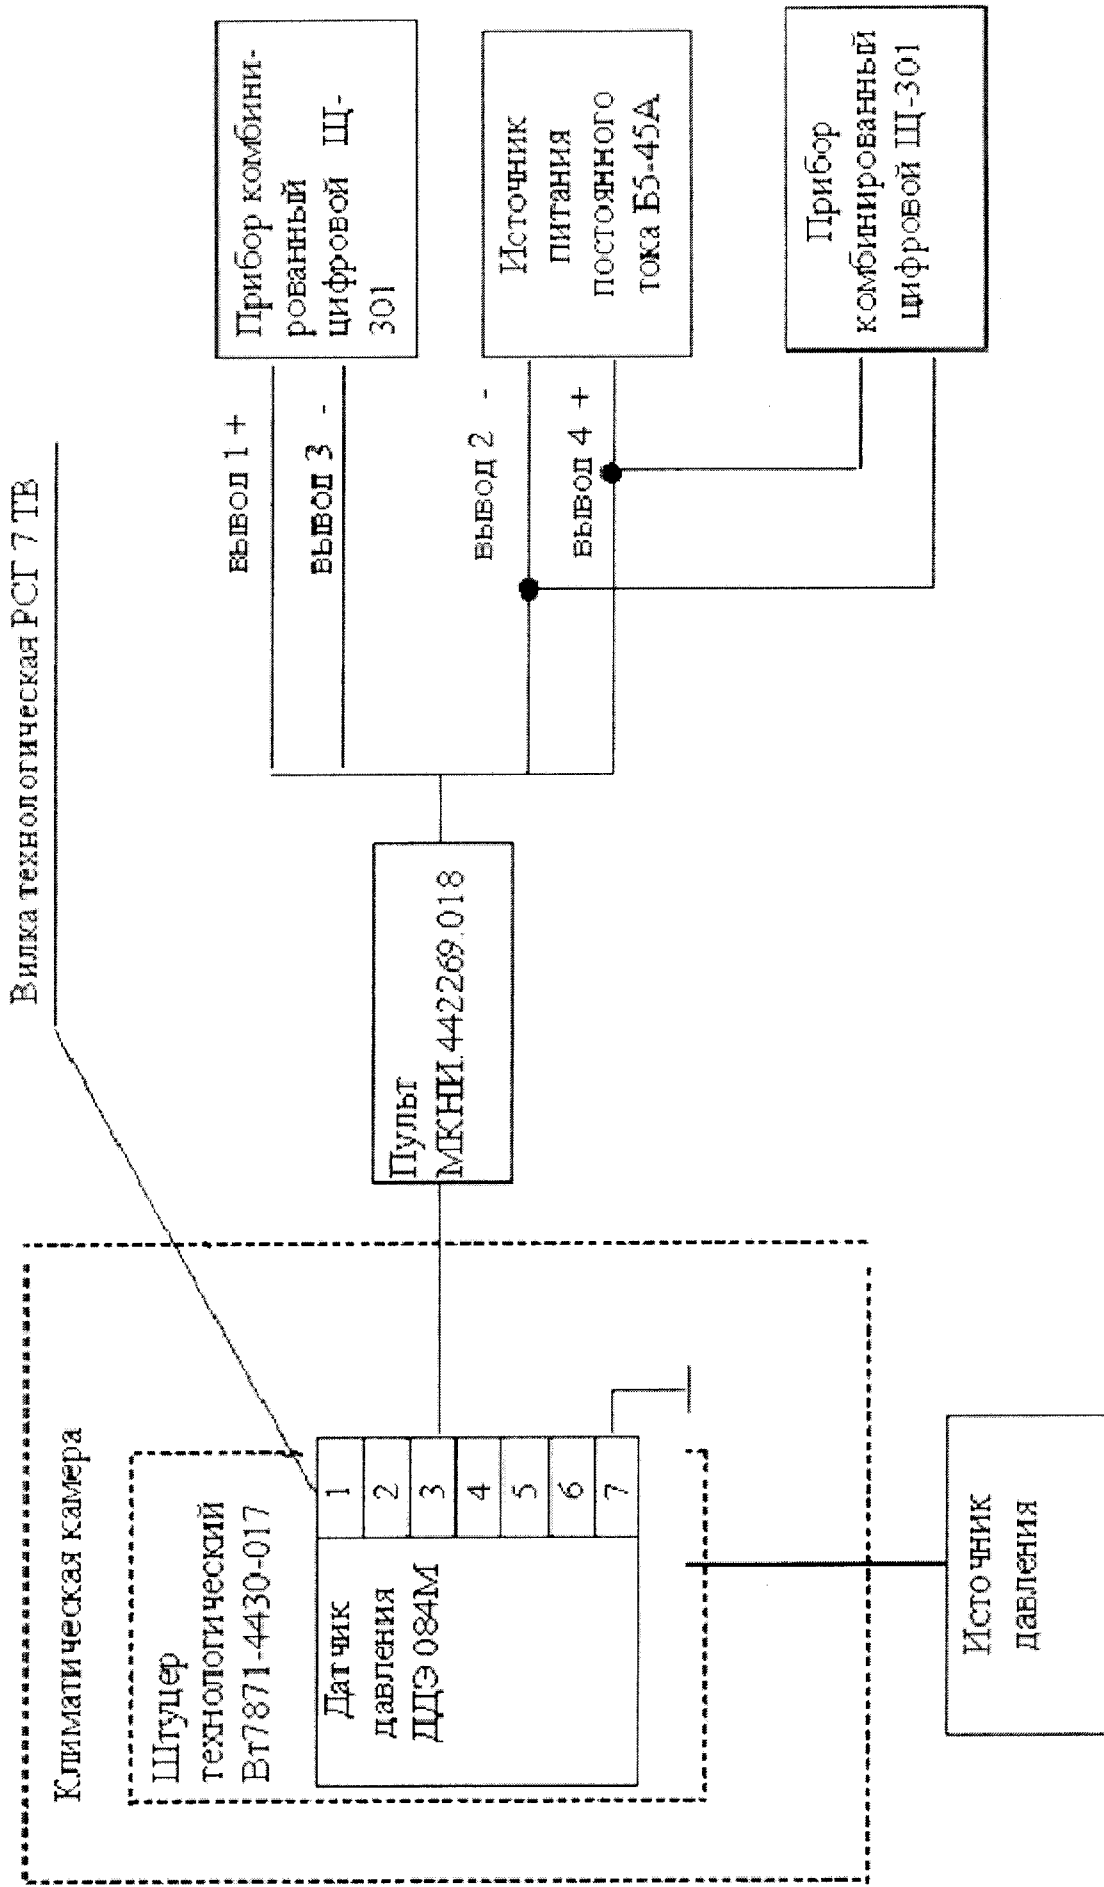 Вилка технологическая РСГ 7 ТВ
Климатическая камера
Штуцер
технологический
Вт7871-4430-017
Датчик
давления
ДДЭ 084М
1
2
3
4
5
6
7
Источник
давления
Пульт
МКНИ.442269.018
вывод 1 +
вывод 3 -
вывод 2 -
вывод 4 +
Прибор комбини-
рованный
цифровой Щ-
301
Источник
питания
постоянного
тока Б5-45А
Прибор
комбинированный
цифровой Щ-301